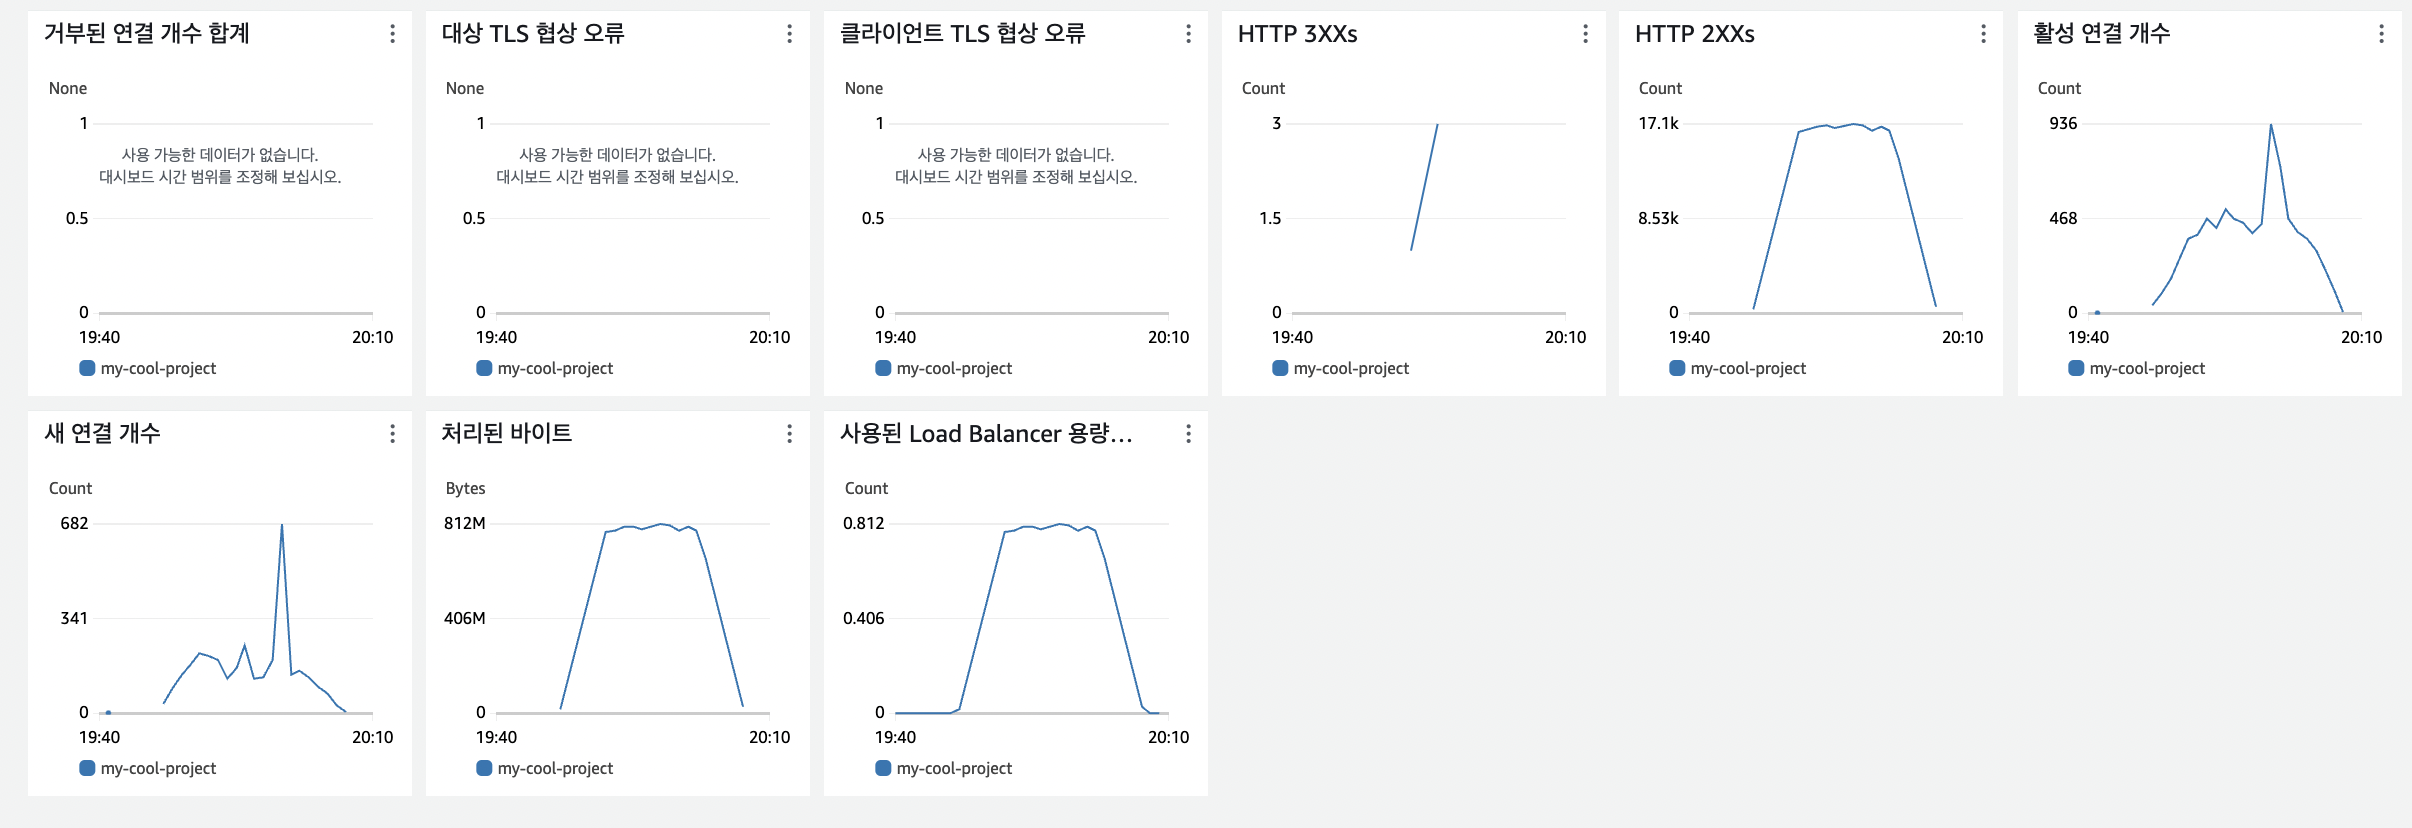 거부된 연결 개수 합계
None
1
사용 가능한 데이터가 없습니다.
대시보드 시간 범위를 조정해 보십시오.
0.5
0
19:40 20:10
my-cool-project
대상 TLS 협상 오류
None
1
사용 가능한 데이터가 없습니다.
대시보드 시간 범위를 조정해 보십시오.
0.5
0
19:40 20:10
my-cool-project
클라이언트 TLS 협상 오류
None
1
사용 가능한 데이터가 없습니다.
대시보드 시간 범위를 조정해 보십시오.
0.5
0
19:40 20:10
my-cool-project
HTTP 3XXs
Count
3
1.5
0
19:40 20:10
my-cool-project
HTTP 2XXs
Count
17.1k
8.53k
0
19:40 20:10
my-cool-project
활성 연결 개수
Count
936
468
0
19:40 20:10
my-cool-project
새 연결 개수
Count
682
341
0
19:40 20:10
my-cool-project
처리된 바이트
Bytes
812M
406M
0
19:40 20:10
my-cool-project
사용된 Load Balancer 용량...
Count
0.812
0.406
0
19:40 20:10
my-cool-project